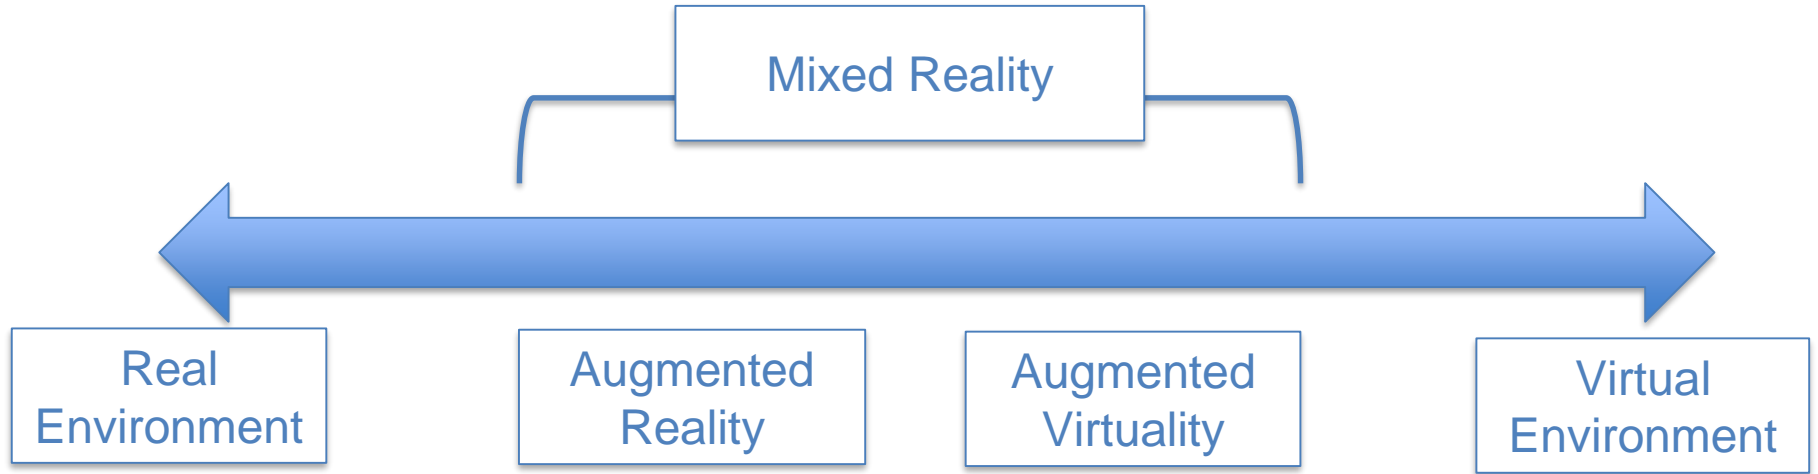 Mixed Reality
Real
Environment
Augmented
Reality
Augmented
Virtuality
Virtual
Environment